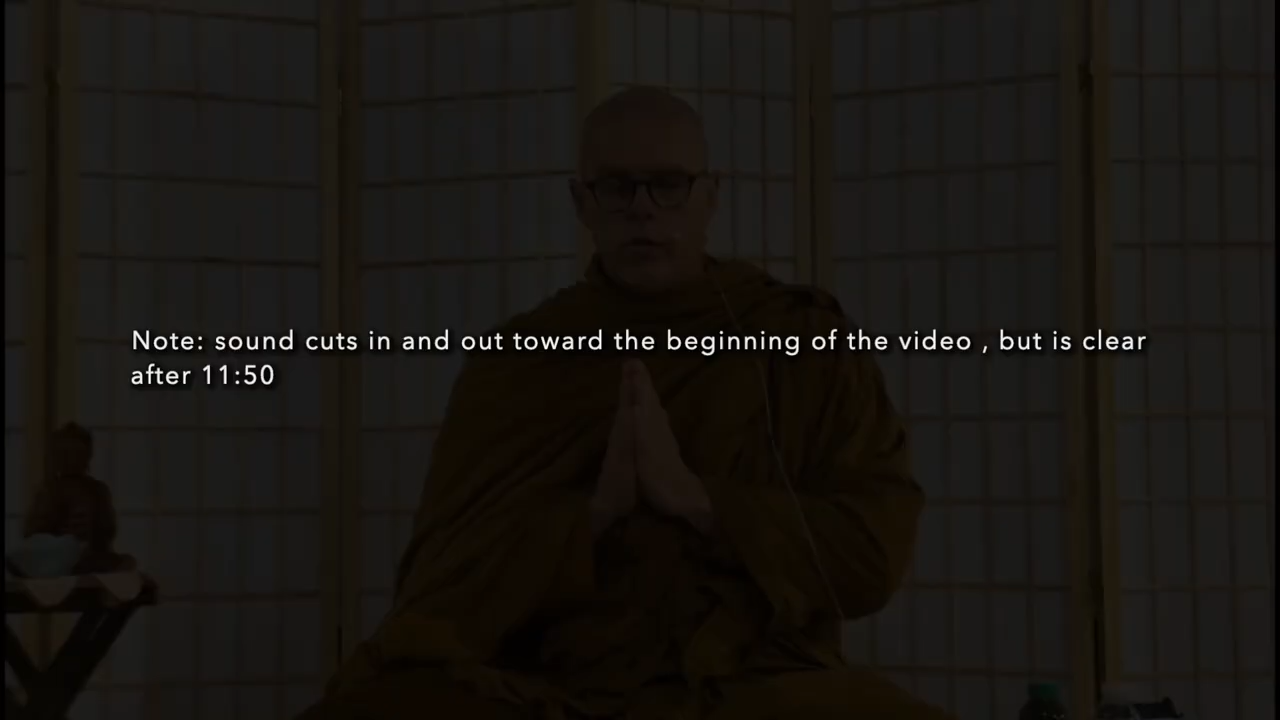 Note: sound cuts in and out toward the beginning of the video , but is clear
after 11:50